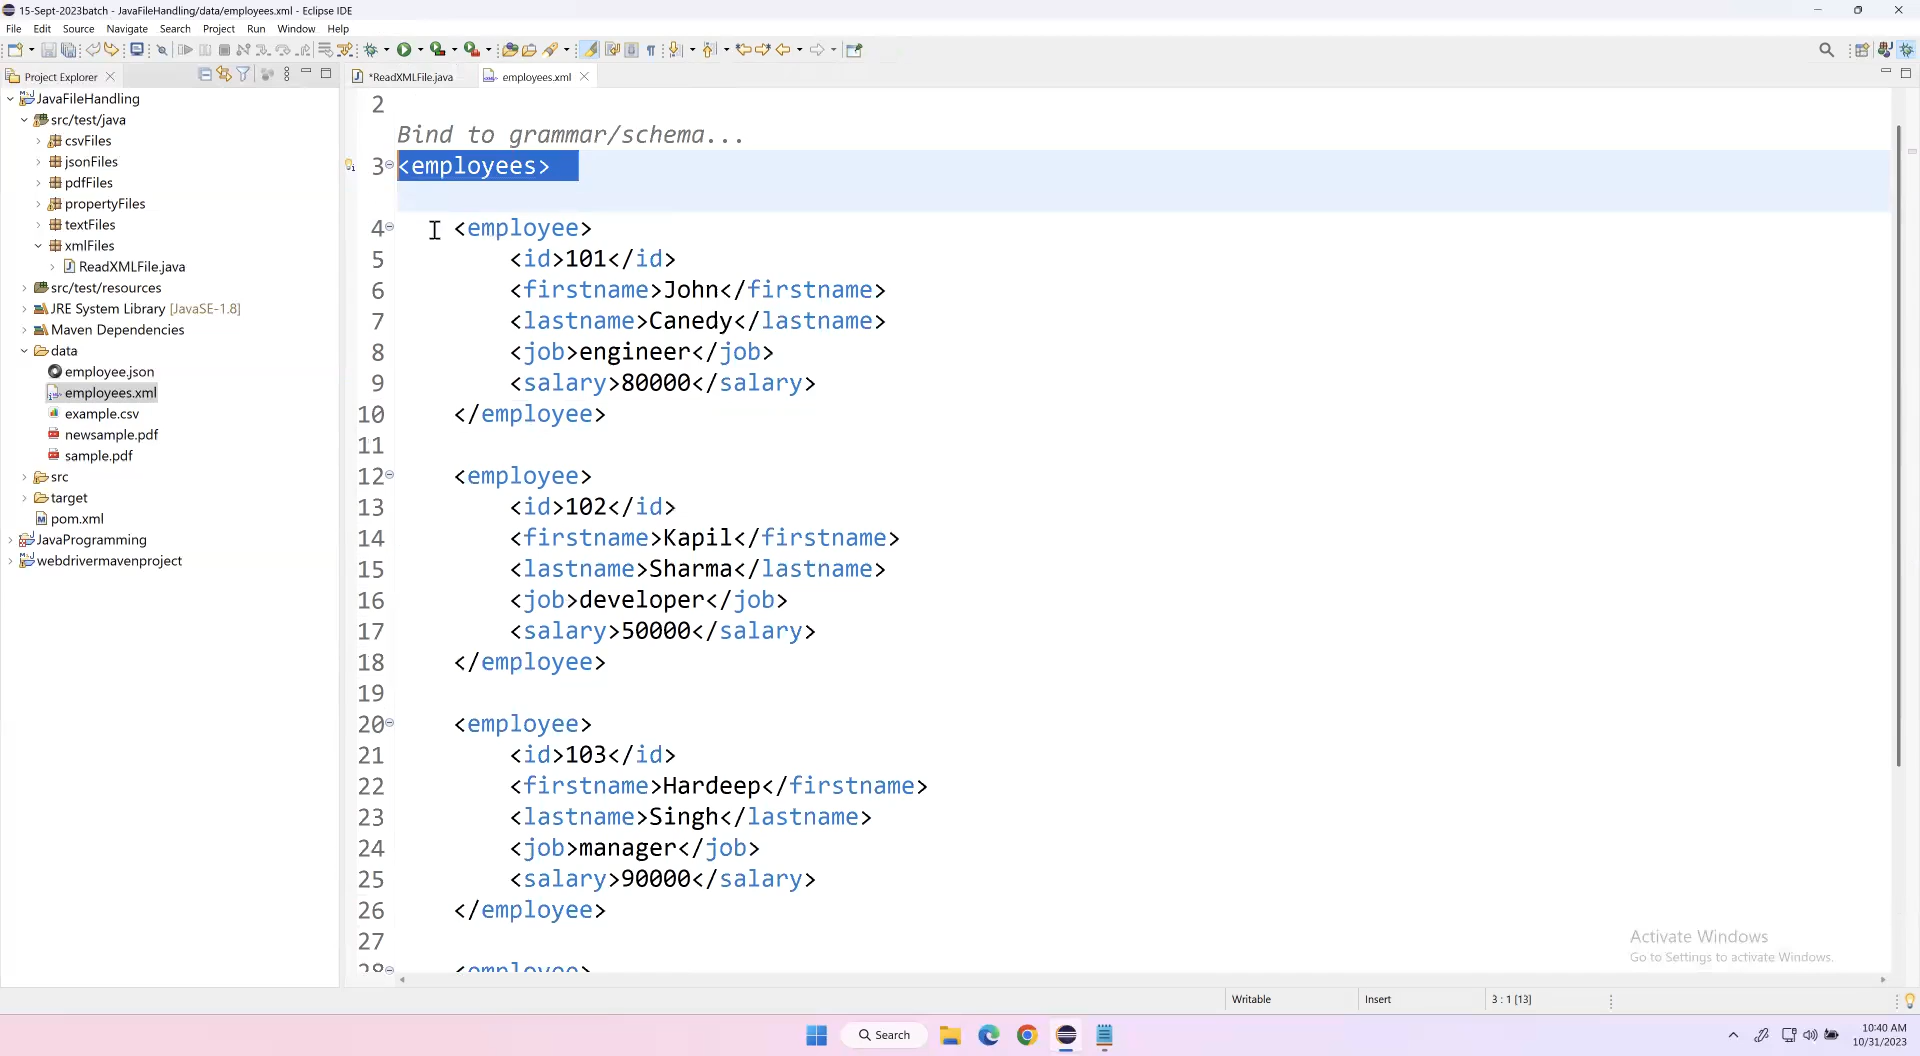 15-Sept-2023batch - JavaFileHandling/data/employees.xml - Eclipse IDE
File Edit Source Navigate Search Project Run Window Help
Project Explorer
*ReadXMLFile.java
employees.xml
JavaFileHandling
src/test/java
csvFiles
jsonFiles
pdfFiles
propertyFiles
textFiles
xmlFiles
ReadXMLFile.java
src/test/resources
JRE System Library [JavaSE-1.8]
Maven Dependencies
data
employee.json
employees.xml
example.csv
newsample.pdf
sample.pdf
src
target
pom.xml
JavaProgramming
webdrivermavenproject
2
Bind to grammar/schema...
3 <employees>
4 <employee>
5 <id>101</id>
6 <firstname>John</firstname>
7 <lastname>Canedy</lastname>
8 <job>engineer</job>
9 <salary>80000</salary>
10 </employee>
11
12 <employee>
13 <id>102</id>
14 <firstname>Kapil</firstname>
15 <lastname>Sharma</lastname>
16 <job>developer</job>
17 <salary>50000</salary>
18 </employee>
19
20 <employee>
21 <id>103</id>
22 <firstname>Hardeep</firstname>
23 <lastname>Singh</lastname>
24 <job>manager</job>
25 <salary>90000</salary>
26 </employee>
27
28 <employee>
Activate Windows
Go to Settings to activate Windows.
Writable Insert 3 : 1 [13]
Search
10:40 AM
10/31/2023